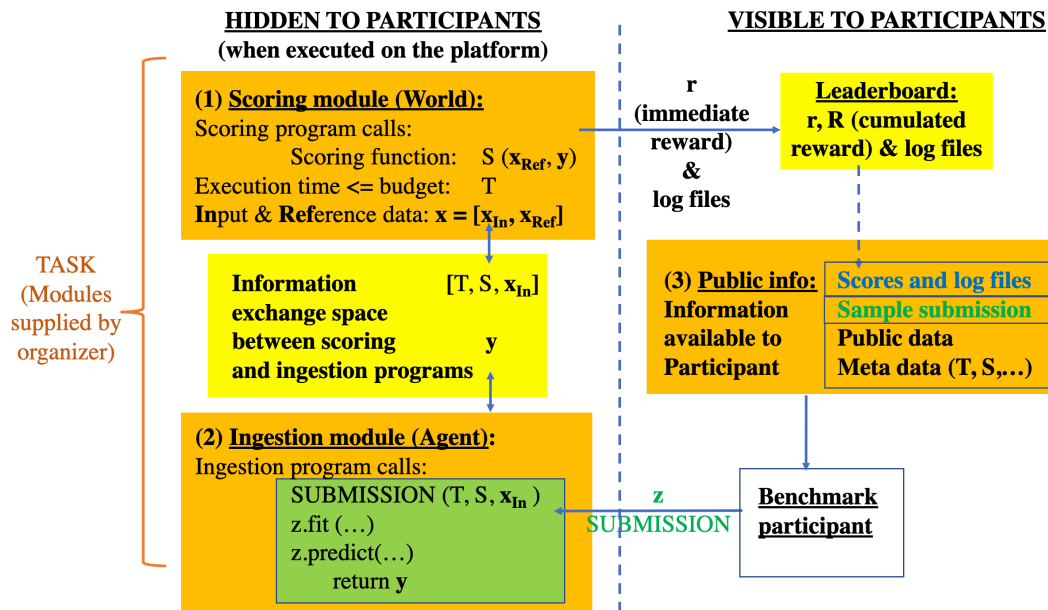 HIDDEN TO PARTICIPANTS
(when executed on the platform)
VISIBLE TO PARTICIPANTS
TASK
(Modules
supplied by
organizer)
(1) Scoring module (World):
Scoring program calls:
Scoring function: S (xRef, y)
Execution time <= budget: T
Input & Reference data: x = [xIn, xRef]
Information [T, S, xIn]
exchange space
between scoring y
and ingestion programs
(2) Ingestion module (Agent):
Ingestion program calls:
SUBMISSION (T, S, xIn )
z.fit (…)
z.predict(…)
return y
r
(immediate
reward)
&
log files
Leaderboard:
r, R (cumulated
reward) & log files
(3) Public info: Scores and log files
Information Sample submission
available to Public data
Participant Meta data (T, S,…)
z
SUBMISSION
Benchmark
participant